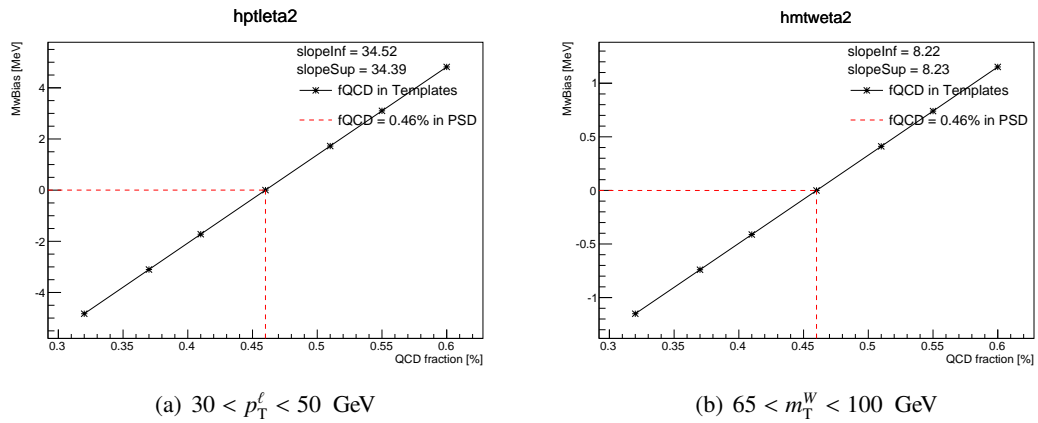 hptleta2
MwBias [MeV]
slopeInf = 34.52
slopeSup = 34.39
fQCD in Templates
fQCD = 0.46% in PSD
4
2
0
-2
-4
0.3 0.35 0.4 0.45 0.5 0.55 0.6
QCD fraction [%]
(a) 30 < p_T^ℓ < 50 GeV
hmtweta2
MwBias [MeV]
slopeInf = 8.22
slopeSup = 8.23
fQCD in Templates
fQCD = 0.46% in PSD
1
0.5
0
-0.5
-1
0.3 0.35 0.4 0.45 0.5 0.55 0.6
QCD fraction [%]
(b) 65 < m_T^W < 100 GeV